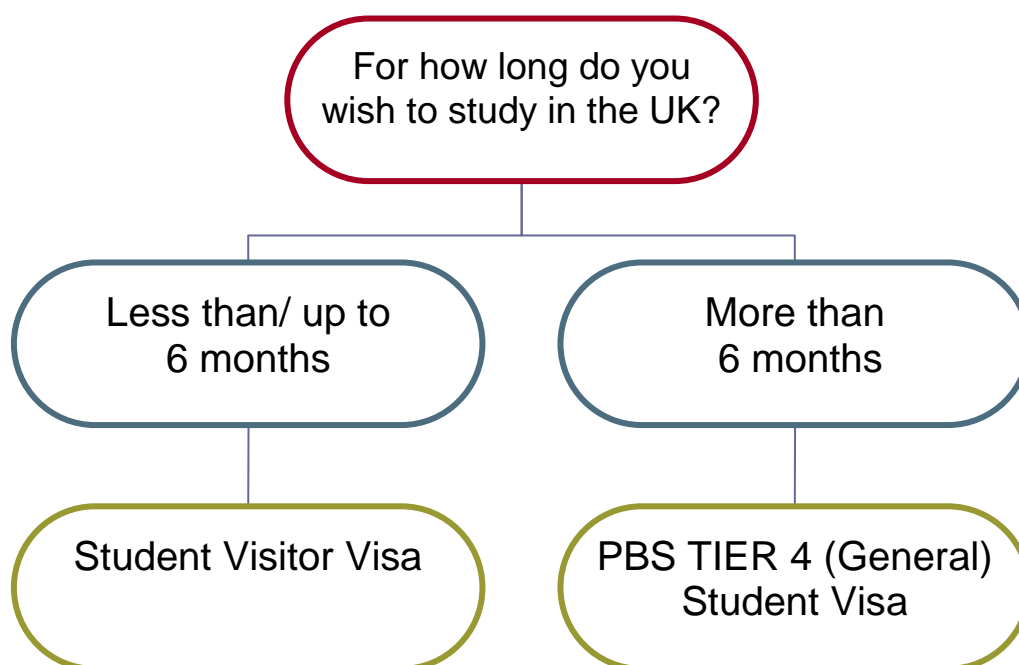 For how long do you
wish to study in the UK?
Less than/ up to
6 months
More than
6 months
Student Visitor Visa
PBS TIER 4 (General)
Student Visa